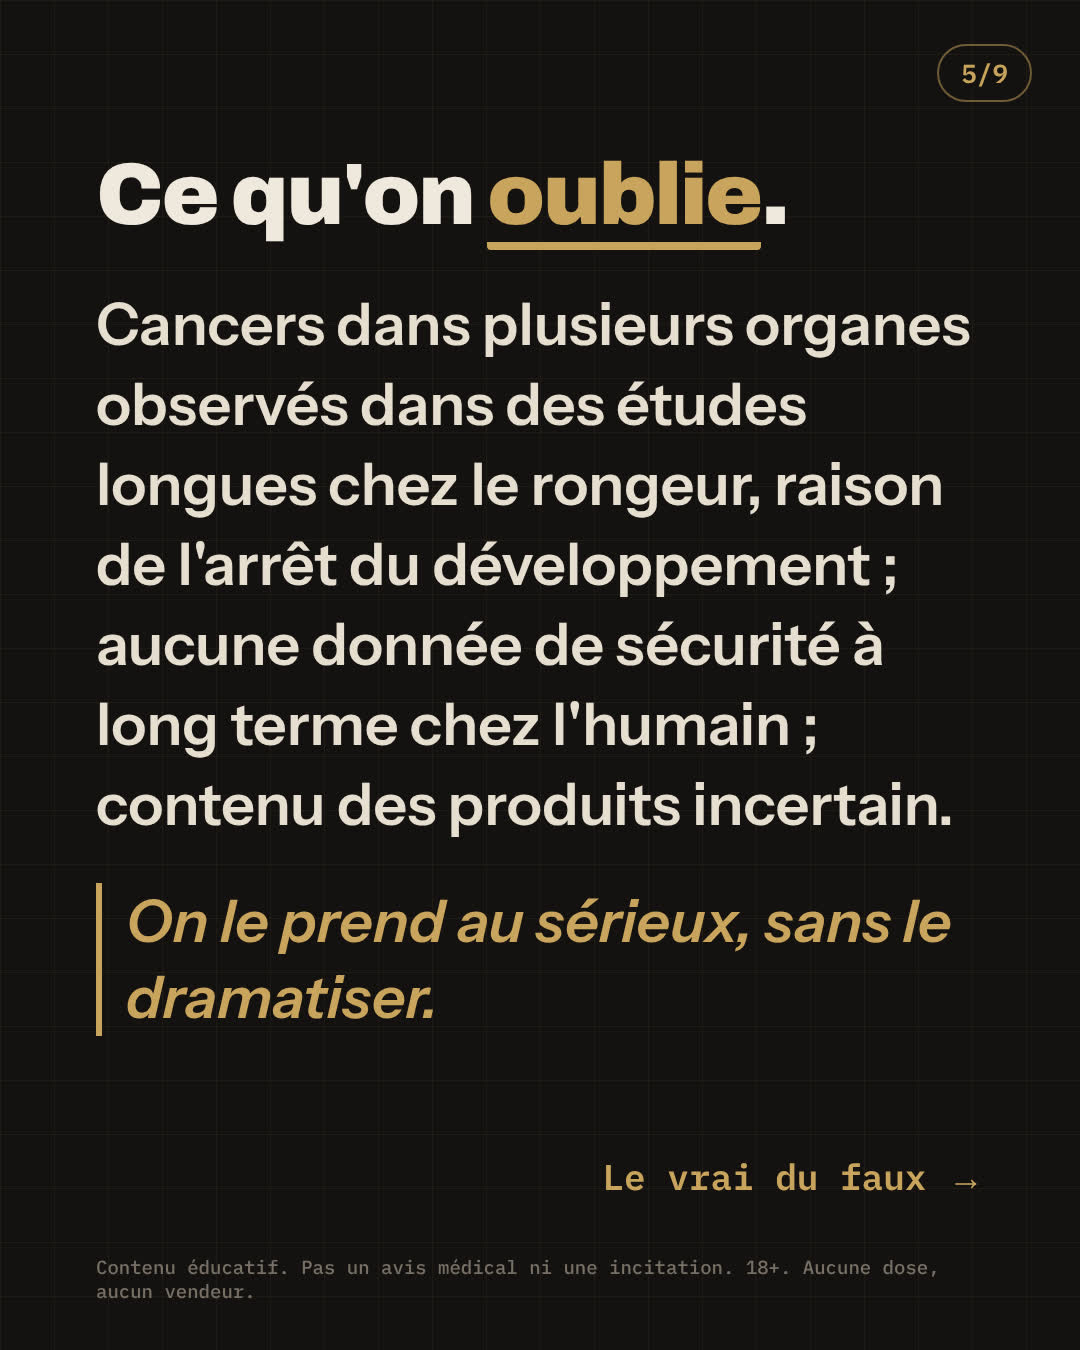 5/9
Ce qu'on oublie.
Cancers dans plusieurs organes
observés dans des études
longues chez le rongeur, raison
de l'arrêt du développement ;
aucune donnée de sécurité à
long terme chez l'humain ;
contenu des produits incertain.
On le prend au sérieux, sans le
dramatiser.
Le vrai du faux →
Contenu éducatif. Pas un avis médical ni une incitation. 18+. Aucune dose,
aucun vendeur.